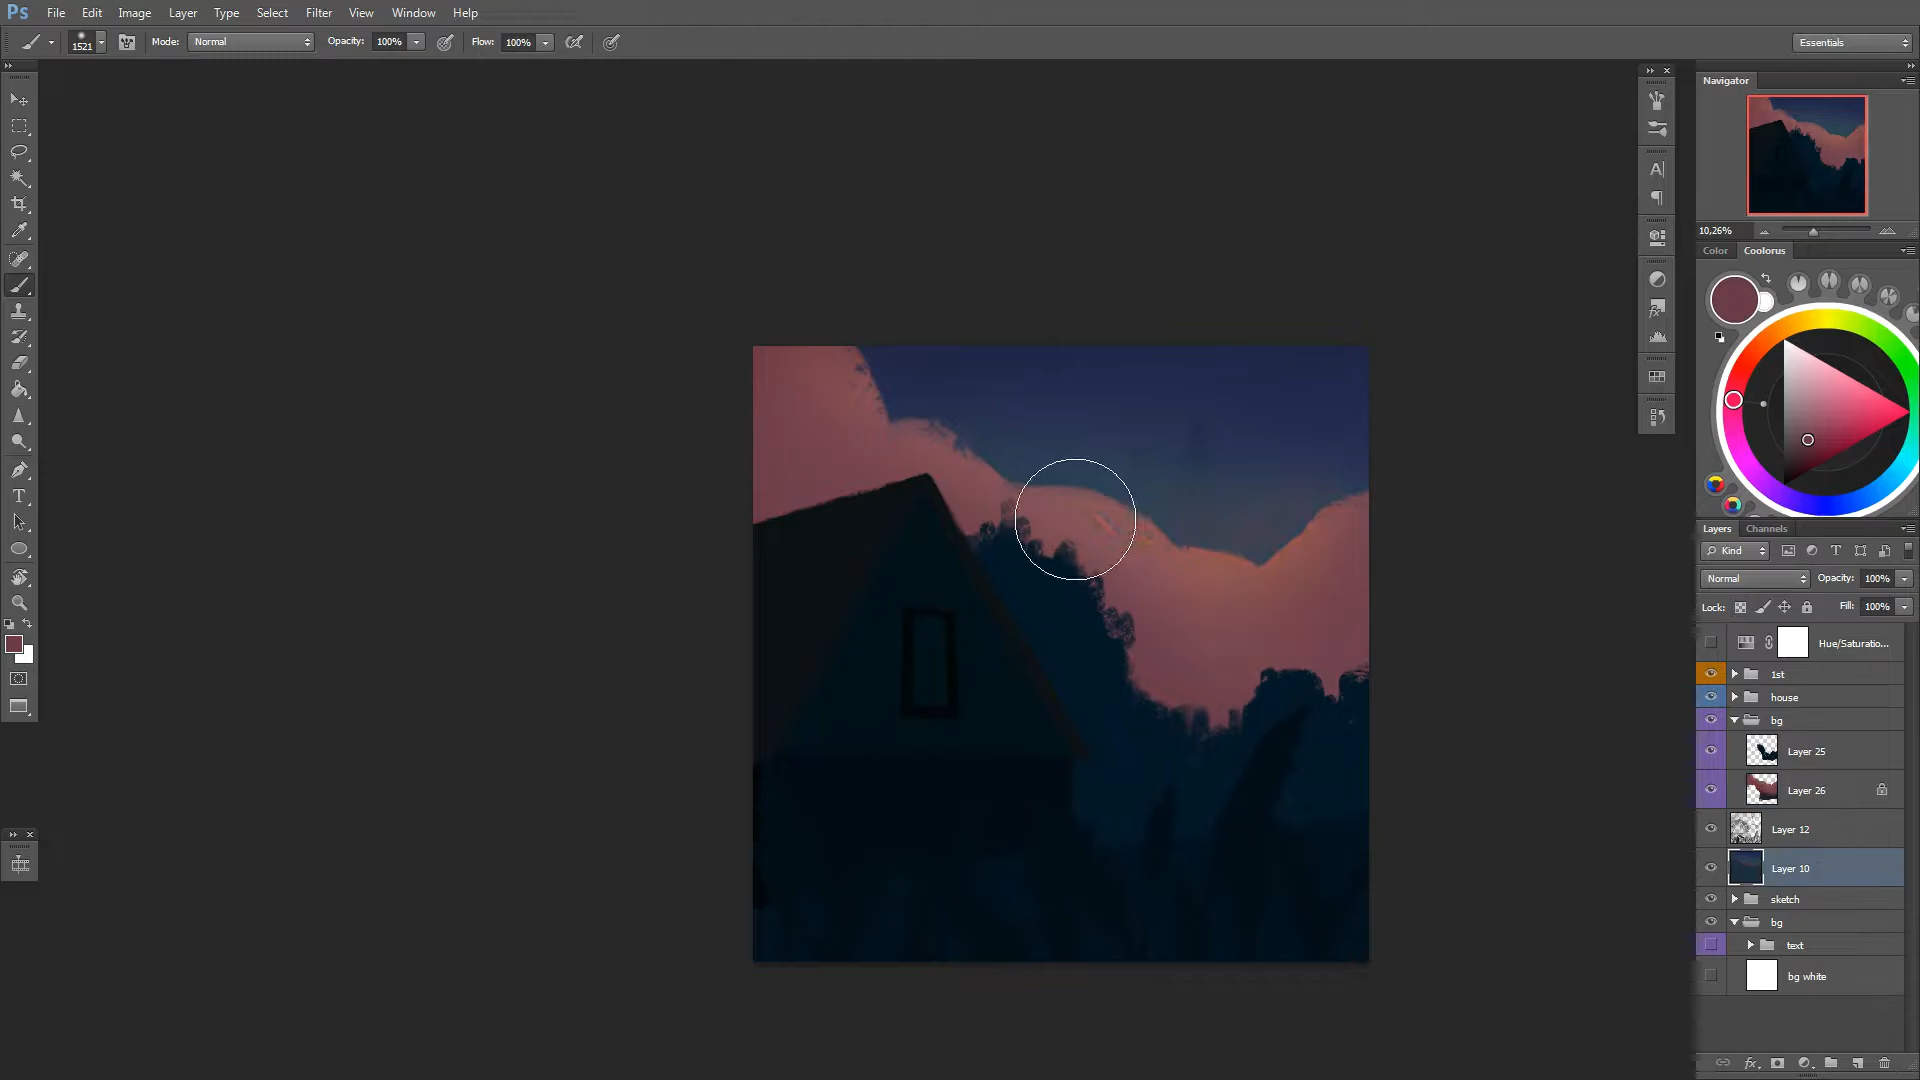 Ps File Edit Image Layer Type Select Filter View Window Help
1521 Mode: Normal Opacity: 100% Flow: 100% Essentials
Navigator
10,26%
Color Coolorus
Layers Channels
Kind T
Normal Opacity: 100%
Lock: Fill: 100%
Hue/Saturatio...
1st
house
bg
Layer 25
Layer 26
Layer 12
Layer 10
sketch
bg
text
bg white
fx